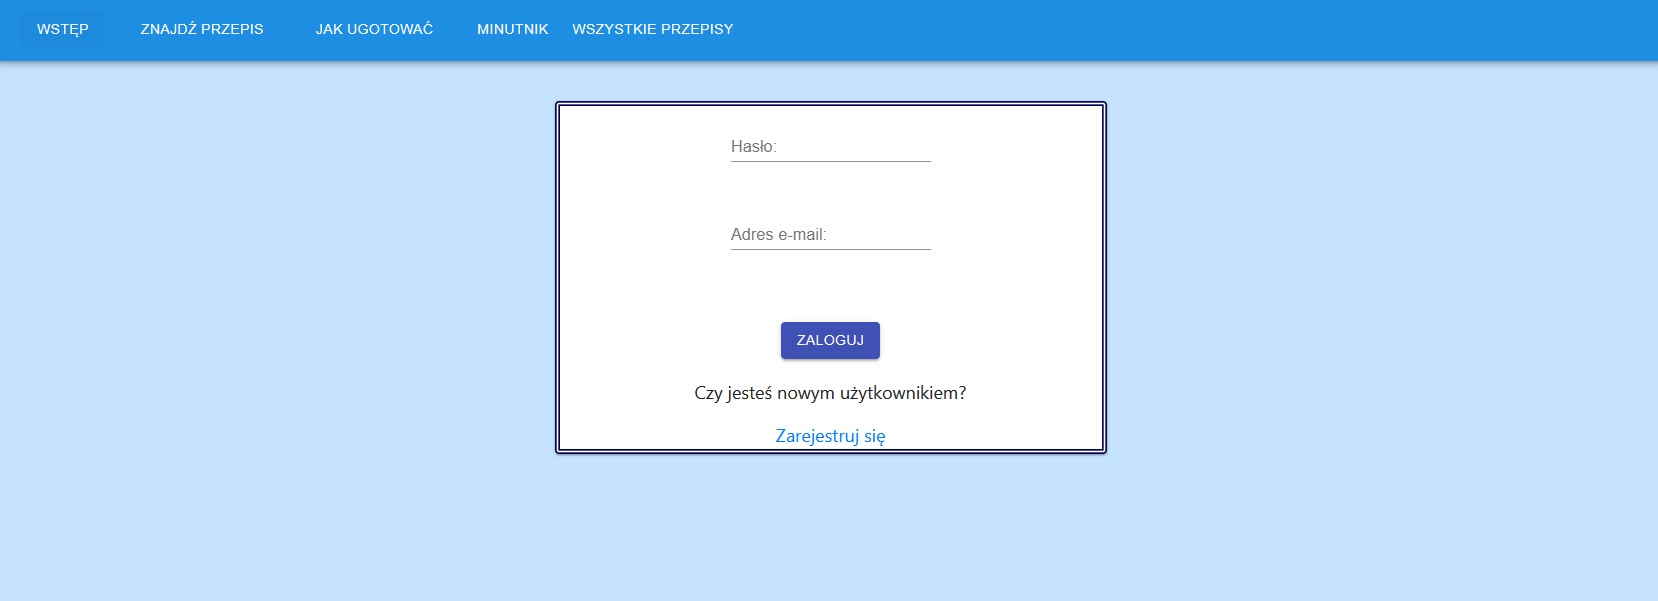 WSTĘP ZNAJDŹ PRZEPIS JAK UGOTOWAĆ MINUTNIK WSZYSTKIE PRZEPISY
Hasło:
Adres e-mail:
ZALOGUJ
Czy jesteś nowym użytkownikiem?
Zarejestruj się